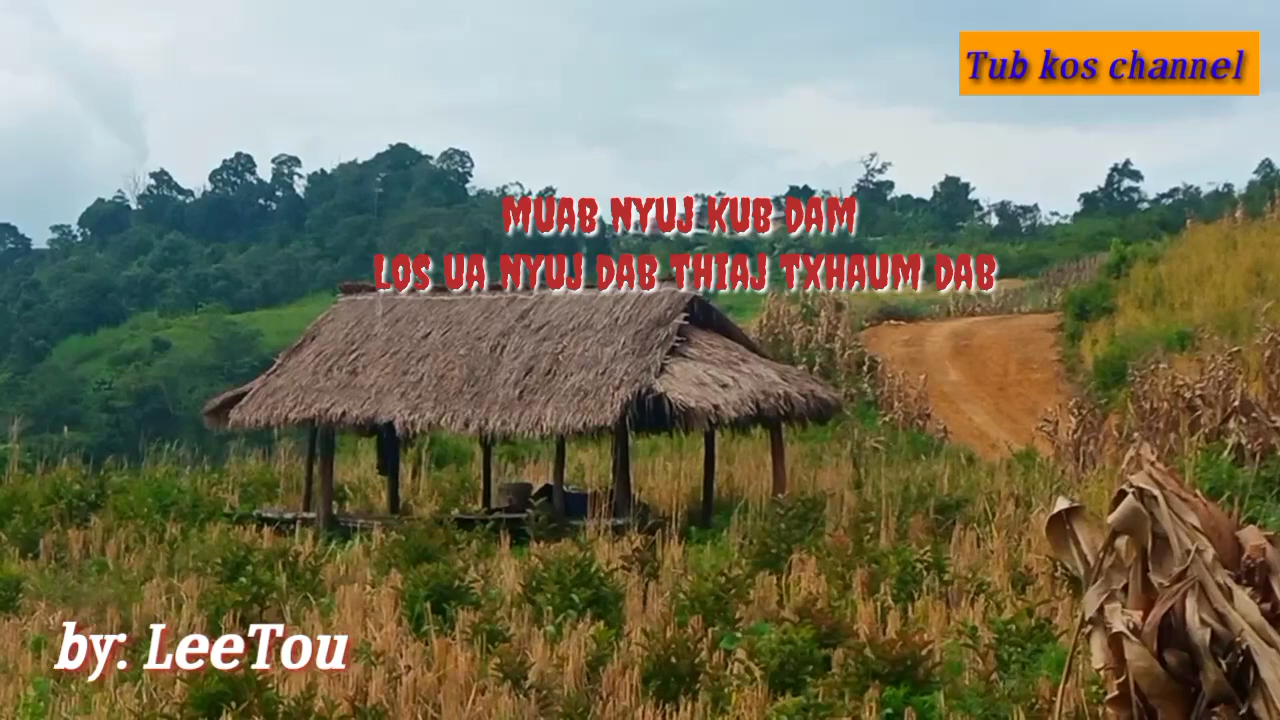 Tub kos channel
MUAB NYUJ KUB DAM
LOS UA NYUJ DAB THIAJ TXHAUM DAB
by: LeeTou